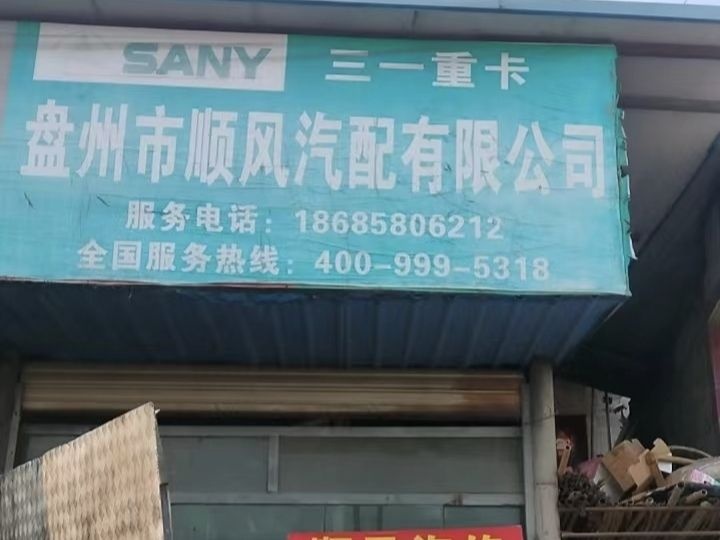 SANY 三一重卡
盘州市顺风汽配有限公司
服务电话：18685806212
全国服务热线：400-999-5318